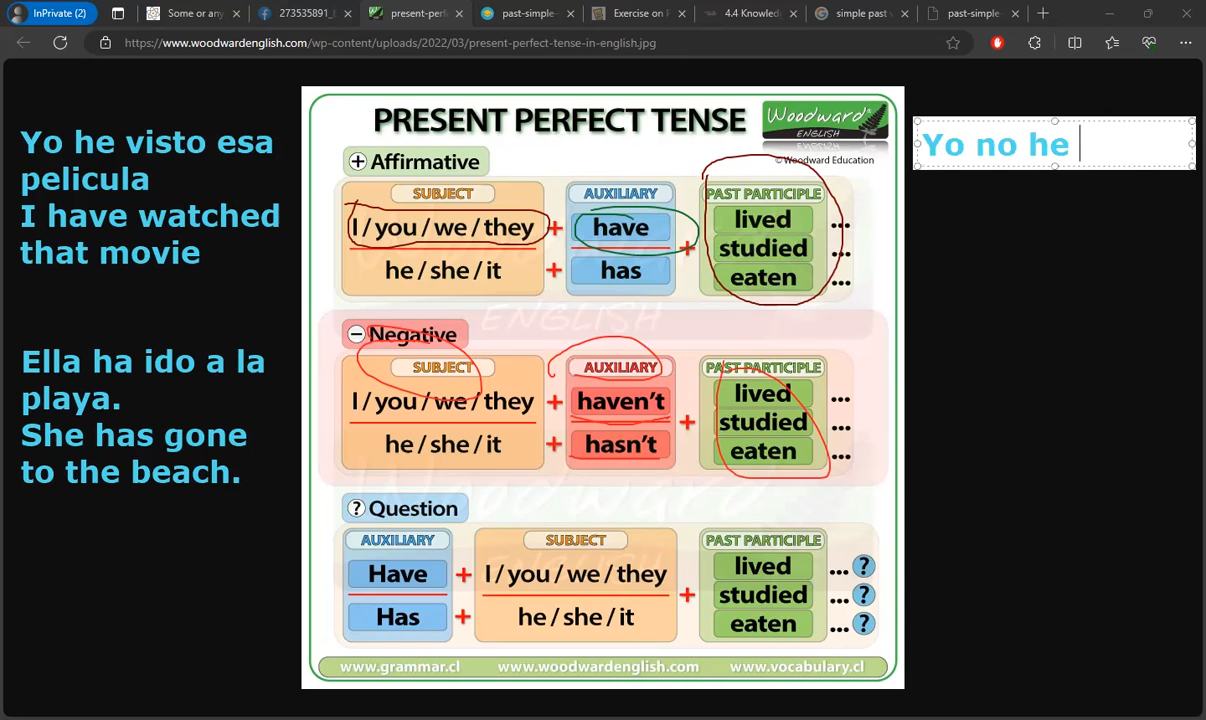 InPrivate (2)
Some or any
273535891_
present-perf
past-simple-
Exercise on P
4.4 Knowled
simple past v
past-simple-
https://www.woodwardenglish.com/wp-content/uploads/2022/03/present-perfect-tense-in-english.jpg
Yo he visto esa
pelicula
I have watched
that movie
Ella ha ido a la
playa.
She has gone
to the beach.
PRESENT PERFECT TENSE
Woodward
ENGLISH
© Woodward Education
+ Affirmative
SUBJECT AUXILIARY PAST PARTICIPLE
I / you / we / they + have lived ...
+ studied ...
he / she / it + has eaten ...
− Negative
SUBJECT AUXILIARY PAST PARTICIPLE
I / you / we / they + haven't lived ...
+ studied ...
he / she / it + hasn't eaten ...
? Question
AUXILIARY SUBJECT PAST PARTICIPLE
Have + I / you / we / they lived ... ?
+ studied ... ?
Has + he / she / it eaten ... ?
www.grammar.cl www.woodwardenglish.com www.vocabulary.cl
Yo no he